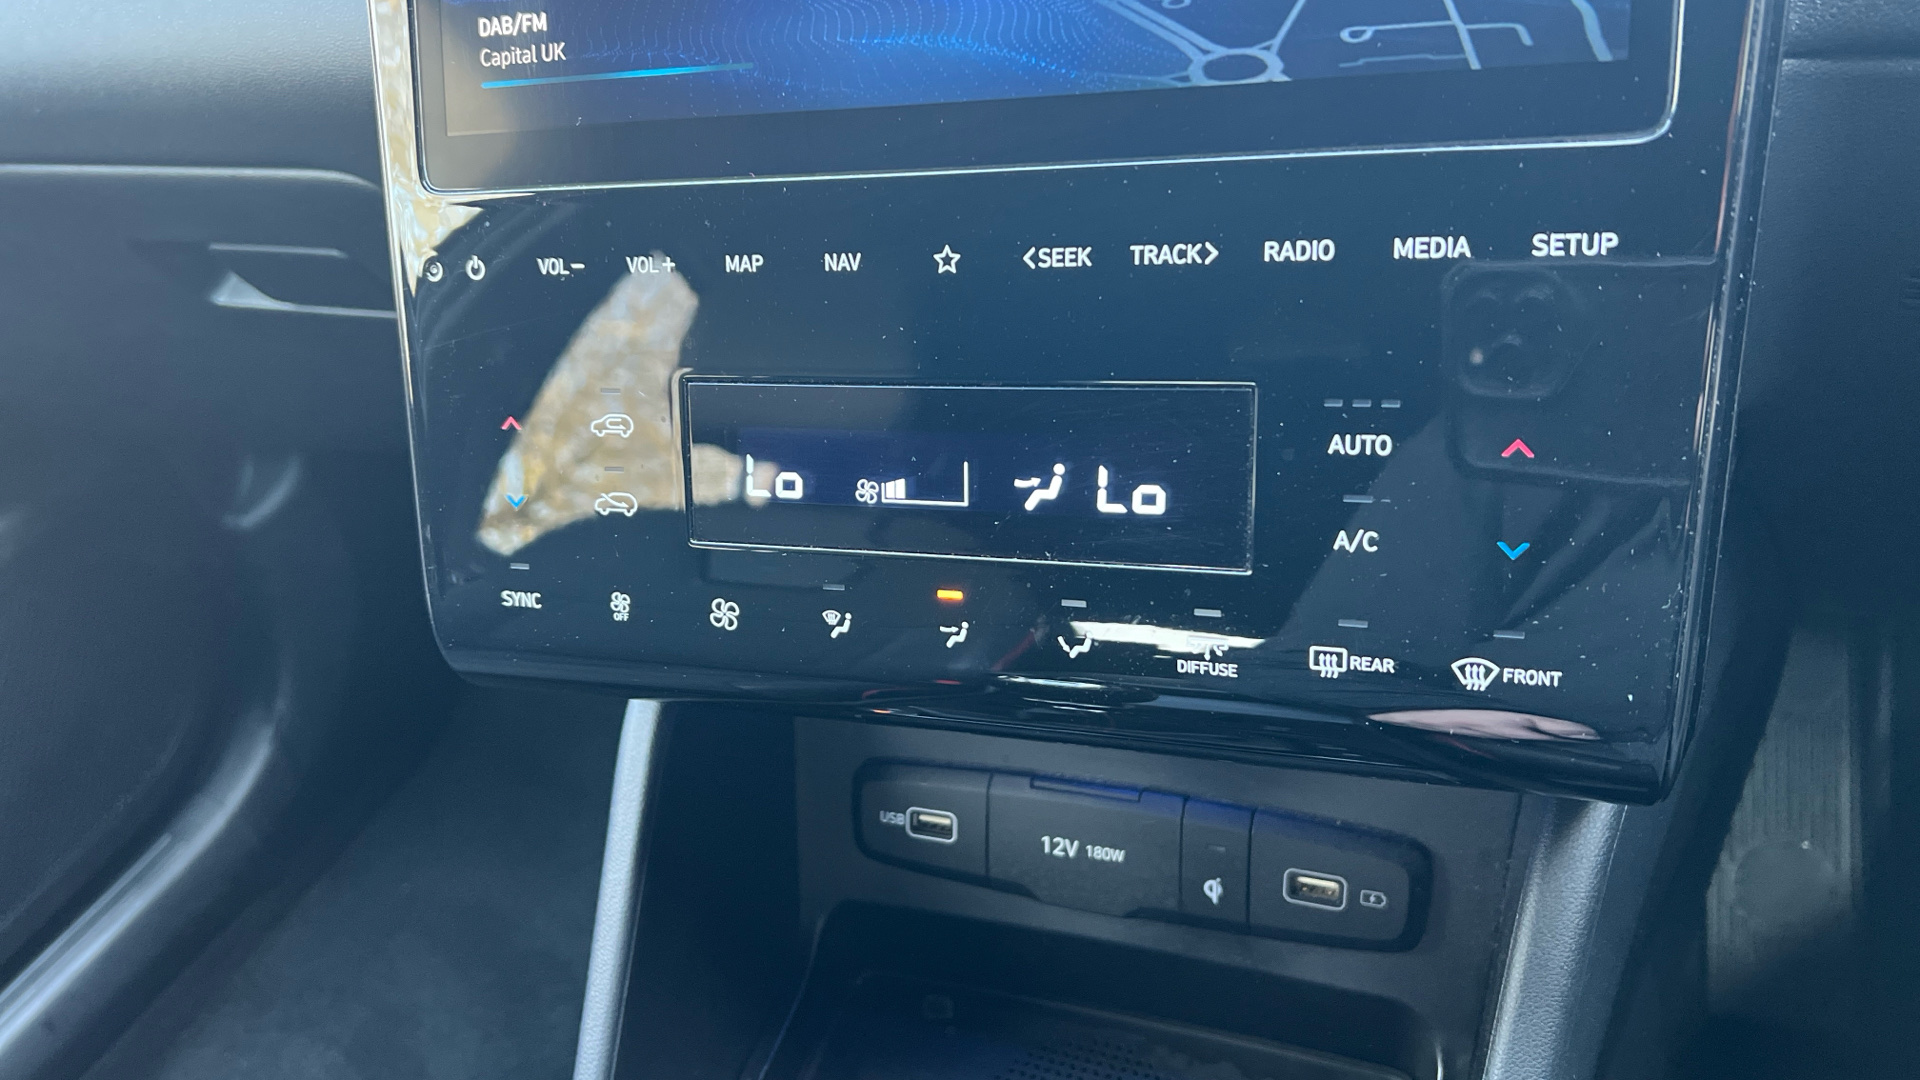 DAB/FM
Capital UK
VOL− VOL+ MAP NAV <SEEK TRACK> RADIO MEDIA SETUP
AUTO
Lo Lo
A/C
SYNC OFF DIFFUSE REAR FRONT
USB 12V 180W